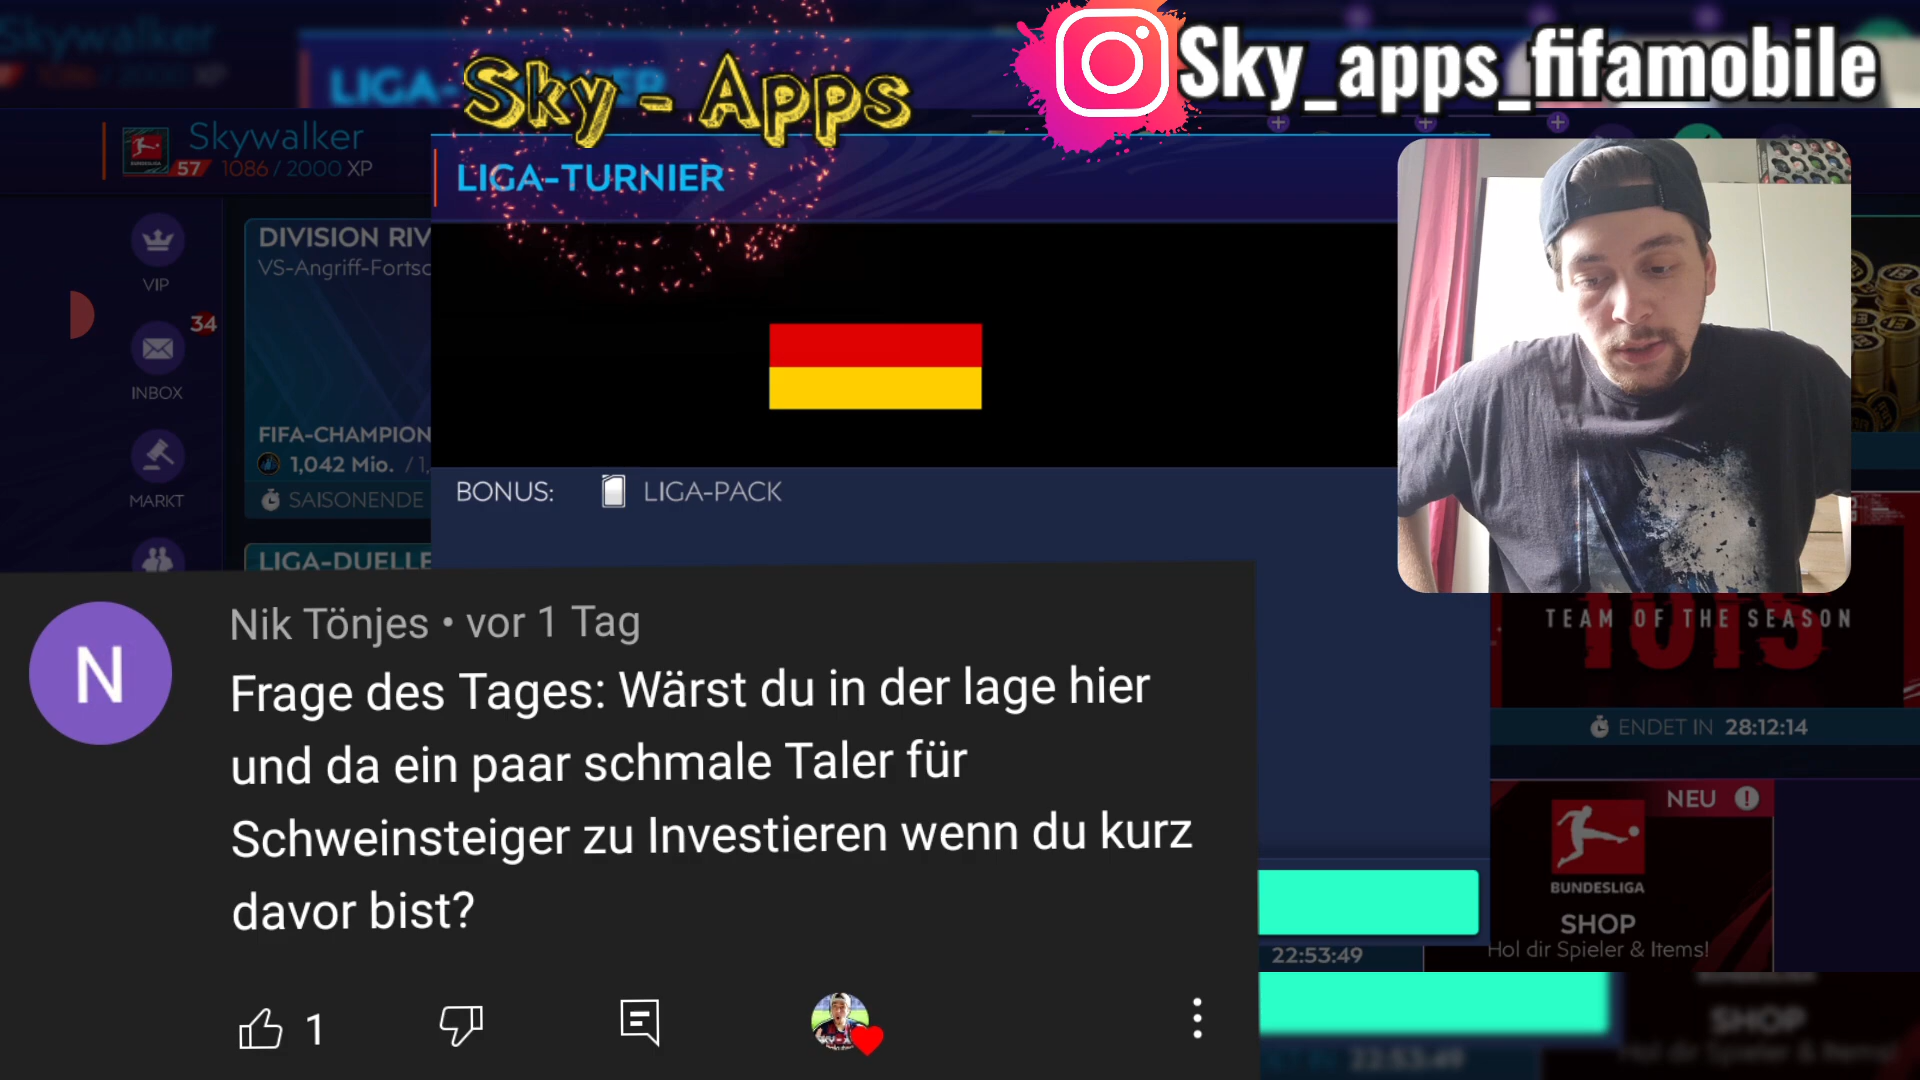 Sky - Apps
Sky_apps_fifamobile
Skywalker
57 1086 / 2000 XP
LIGA-TURNIER
VIP
34
INBOX
MARKT
DIVISION RIV
VS-Angriff-Fortsc
FIFA-CHAMPION
1,042 Mio. / 1,
SAISONENDE
LIGA-DUELLE
BONUS: LIGA-PACK
TEAM OF THE SEASON
TOTS
ENDET IN 28:12:14
NEU
BUNDESLIGA
SHOP
Hol dir Spieler & Items!
22:53:49
N
Nik Tönjes • vor 1 Tag
Frage des Tages: Wärst du in der lage hier
und da ein paar schmale Taler für
Schweinsteiger zu Investieren wenn du kurz
davor bist?
1